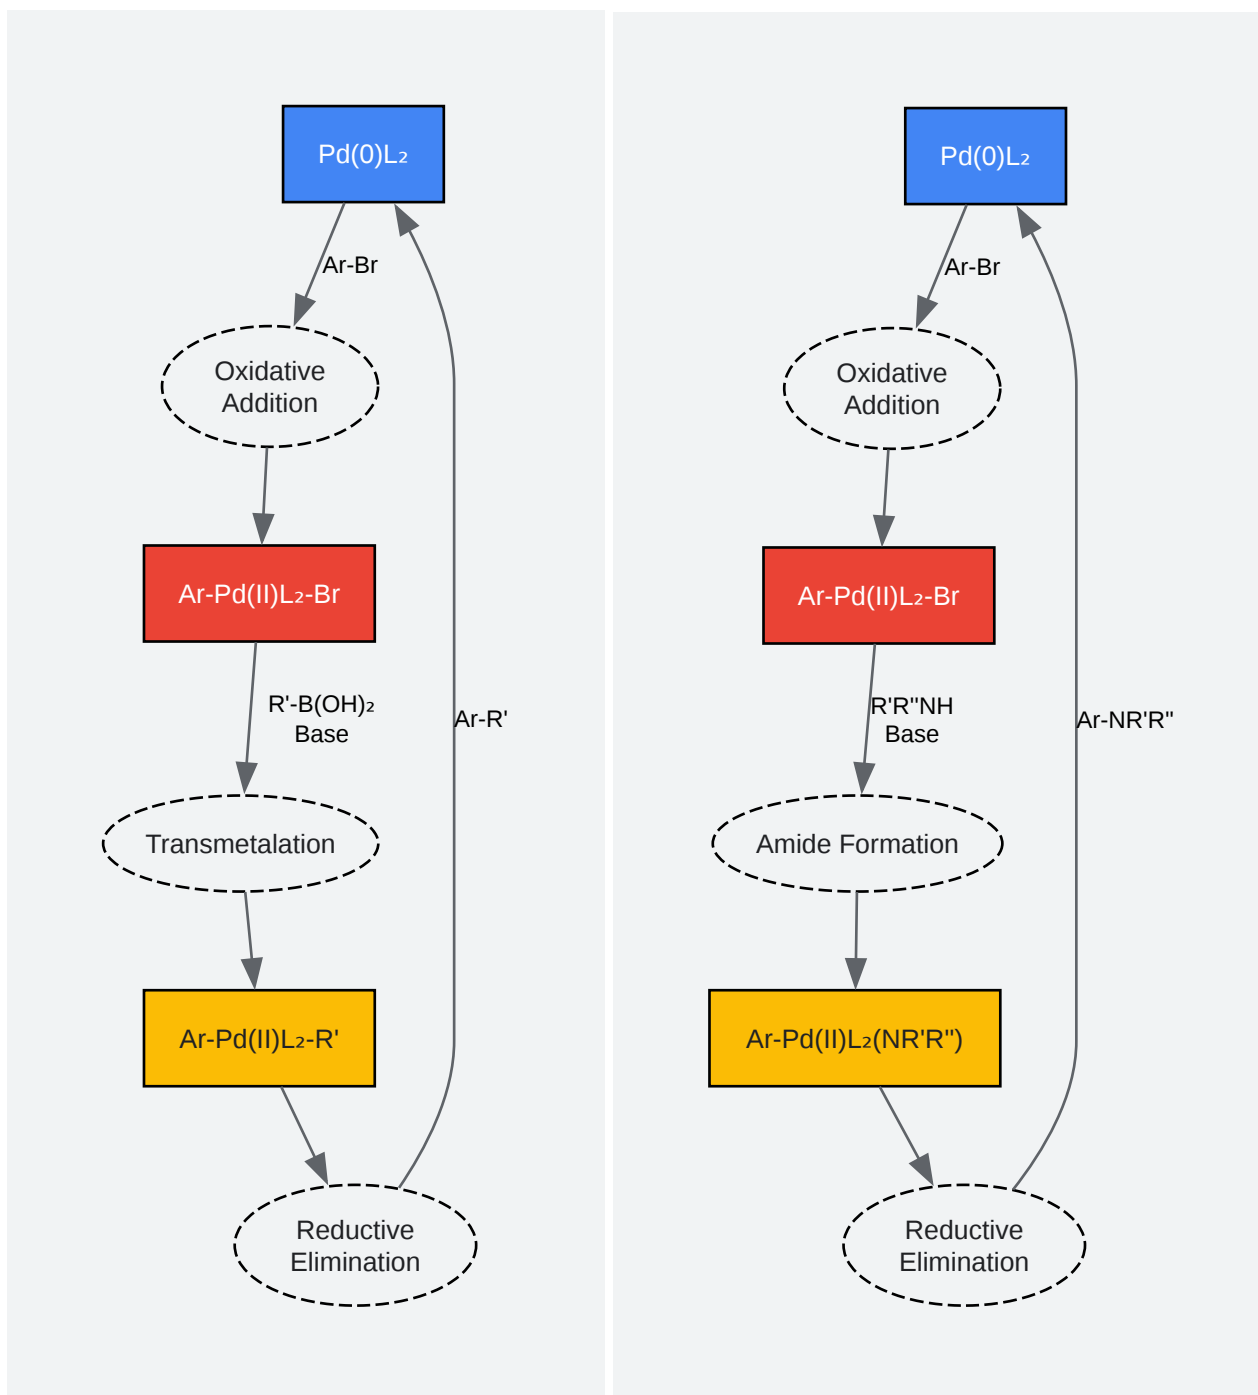 Pd(0)L₂
Ar-Br
Oxidative
Addition
Ar-Pd(II)L₂-Br
R'-B(OH)₂
Base
Ar-R'
Transmetalation
Ar-Pd(II)L₂-R'
Reductive
Elimination
Pd(0)L₂
Ar-Br
Oxidative
Addition
Ar-Pd(II)L₂-Br
R'R''NH
Base
Ar-NR'R''
Amide Formation
Ar-Pd(II)L₂(NR'R'')
Reductive
Elimination